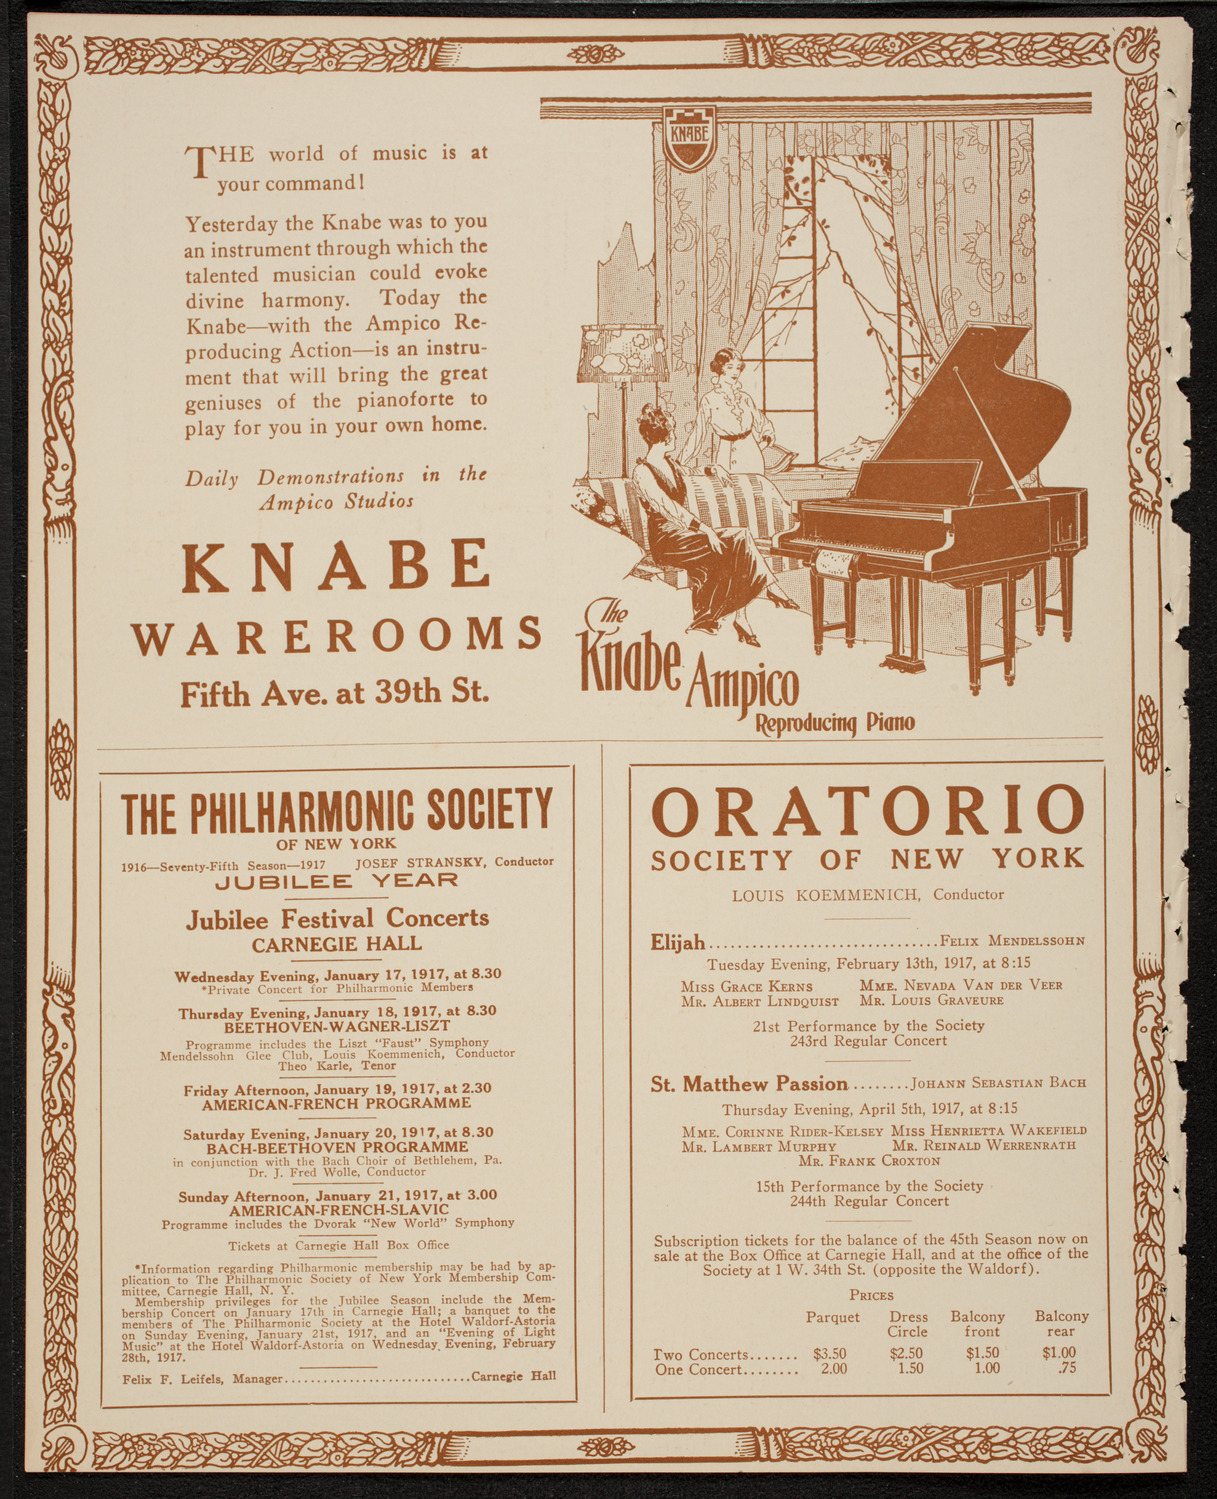 KNABE
THE world of music is at
your command!
Yesterday the Knabe was to you
an instrument through which the
talented musician could evoke
divine harmony. Today the
Knabe—with the Ampico Re-
producing Action—is an instru-
ment that will bring the great
geniuses of the pianoforte to
play for you in your own home.
Daily Demonstrations in the
Ampico Studios
KNABE
WAREROOMS
Fifth Ave. at 39th St.
The
Knabe Ampico
Reproducing Piano
THE PHILHARMONIC SOCIETY
OF NEW YORK
1916—Seventy-Fifth Season—1917 JOSEF STRANSKY, Conductor
JUBILEE YEAR
Jubilee Festival Concerts
CARNEGIE HALL
Wednesday Evening, January 17, 1917, at 8.30
*Private Concert for Philharmonic Members
Thursday Evening, January 18, 1917, at 8.30
BEETHOVEN-WAGNER-LISZT
Programme includes the Liszt "Faust" Symphony
Mendelssohn Glee Club, Louis Koemmenich, Conductor
Theo Karle, Tenor
Friday Afternoon, January 19, 1917, at 2.30
AMERICAN-FRENCH PROGRAMME
Saturday Evening, January 20, 1917, at 8.30
BACH-BEETHOVEN PROGRAMME
in conjunction with the Bach Choir of Bethlehem, Pa.
Dr. J. Fred Wolle, Conductor
Sunday Afternoon, January 21, 1917, at 3.00
AMERICAN-FRENCH-SLAVIC
Programme includes the Dvorak "New World" Symphony
Tickets at Carnegie Hall Box Office
*Information regarding Philharmonic membership may be had by ap-
plication to The Philharmonic Society of New York Membership Com-
mittee, Carnegie Hall, N. Y.
Membership privileges for the Jubilee Season include the Mem-
bership Concert on January 17th in Carnegie Hall; a banquet to the
members of The Philharmonic Society at the Hotel Waldorf-Astoria
on Sunday Evening, January 21st, 1917, and an "Evening of Light
Music" at the Hotel Waldorf-Astoria on Wednesday Evening, February
28th, 1917.
Felix F. Leifels, Manager............................Carnegie Hall
ORATORIO
SOCIETY OF NEW YORK
LOUIS KOEMMENICH, Conductor
Elijah................................FELIX MENDELSSOHN
Tuesday Evening, February 13th, 1917, at 8:15
MISS GRACE KERNS MME. NEVADA VAN DER VEER
MR. ALBERT LINDQUIST MR. LOUIS GRAVEURE
21st Performance by the Society
243rd Regular Concert
St. Matthew Passion........JOHANN SEBASTIAN BACH
Thursday Evening, April 5th, 1917, at 8:15
MME. CORINNE RIDER-KELSEY MISS HENRIETTA WAKEFIELD
MR. LAMBERT MURPHY MR. REINALD WERRENRATH
MR. FRANK CROXTON
15th Performance by the Society
244th Regular Concert
Subscription tickets for the balance of the 45th Season now on
sale at the Box Office at Carnegie Hall, and at the office of the
Society at 1 W. 34th St. (opposite the Waldorf).
PRICES
Parquet Dress Circle Balcony front Balcony rear
Two Concerts....... $3.50 $2.50 $1.50 $1.00
One Concert........ 2.00 1.50 1.00 .75